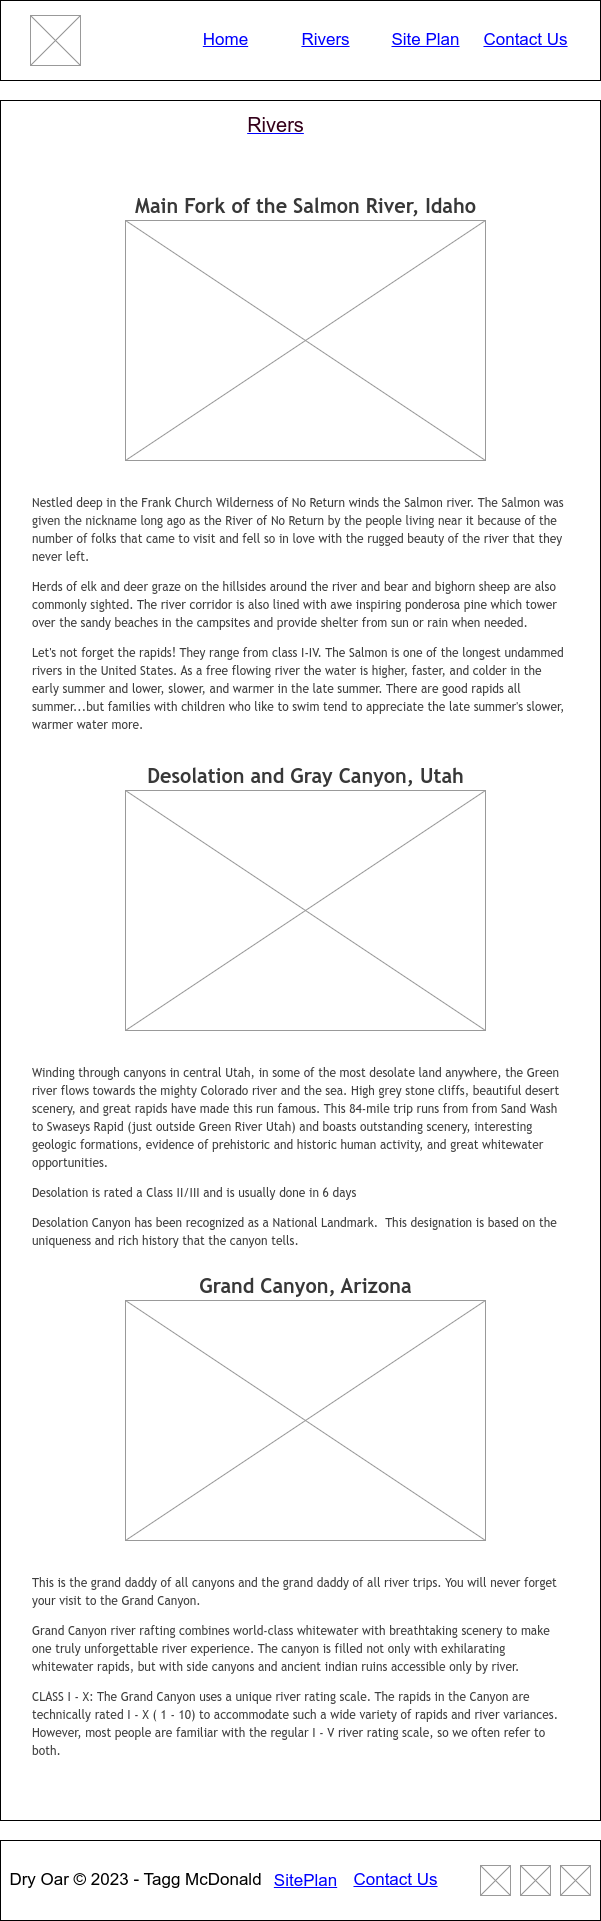 Home Rivers Site Plan Contact Us
Rivers
Main Fork of the Salmon River, Idaho
Nestled deep in the Frank Church Wilderness of No Return winds the Salmon river. The Salmon was
given the nickname long ago as the River of No Return by the people living near it because of the
number of folks that came to visit and fell so in love with the rugged beauty of the river that they
never left.
Herds of elk and deer graze on the hillsides around the river and bear and bighorn sheep are also
commonly sighted. The river corridor is also lined with awe inspiring ponderosa pine which tower
over the sandy beaches in the campsites and provide shelter from sun or rain when needed.
Let's not forget the rapids! They range from class I-IV. The Salmon is one of the longest undammed
rivers in the United States. As a free flowing river the water is higher, faster, and colder in the
early summer and lower, slower, and warmer in the late summer. There are good rapids all
summer...but families with children who like to swim tend to appreciate the late summer's slower,
warmer water more.
Desolation and Gray Canyon, Utah
Winding through canyons in central Utah, in some of the most desolate land anywhere, the Green
river flows towards the mighty Colorado river and the sea. High grey stone cliffs, beautiful desert
scenery, and great rapids have made this run famous. This 84-mile trip runs from from Sand Wash
to Swaseys Rapid (just outside Green River Utah) and boasts outstanding scenery, interesting
geologic formations, evidence of prehistoric and historic human activity, and great whitewater
opportunities.
Desolation is rated a Class II/III and is usually done in 6 days
Desolation Canyon has been recognized as a National Landmark.  This designation is based on the
uniqueness and rich history that the canyon tells.
Grand Canyon, Arizona
This is the grand daddy of all canyons and the grand daddy of all river trips. You will never forget
your visit to the Grand Canyon.
Grand Canyon river rafting combines world-class whitewater with breathtaking scenery to make
one truly unforgettable river experience. The canyon is filled not only with exhilarating
whitewater rapids, but with side canyons and ancient indian ruins accessible only by river.
CLASS I - X: The Grand Canyon uses a unique river rating scale. The rapids in the Canyon are
technically rated I - X ( 1 - 10) to accommodate such a wide variety of rapids and river variances.
However, most people are familiar with the regular I - V river rating scale, so we often refer to
both.
Dry Oar © 2023 - Tagg McDonald SitePlan Contact Us